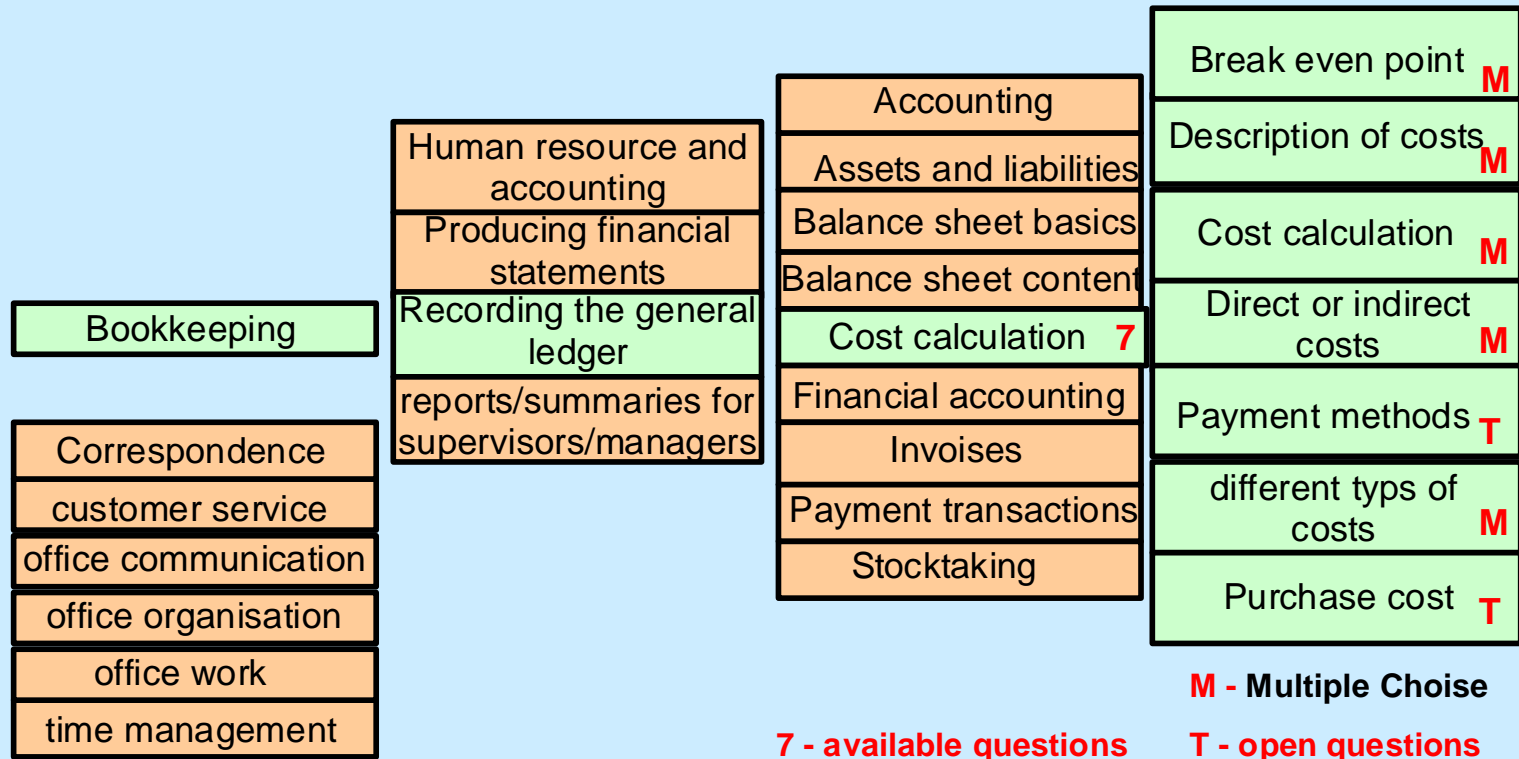 Bookkeeping
Correspondence
customer service
office communication
office organisation
office work
time management
Human resource and
accounting
Producing financial
statements
Recording the general
ledger
reports/summaries for
supervisors/managers
Accounting
Assets and liabilities
Balance sheet basics
Balance sheet content
Cost calculation 7
Financial accounting
Invoises
Payment transactions
Stocktaking
Break even point M
Description of costs M
Cost calculation M
Direct or indirect
costs M
Payment methods T
different typs of
costs M
Purchase cost T
M - Multiple Choise
7 - available questions T - open questions